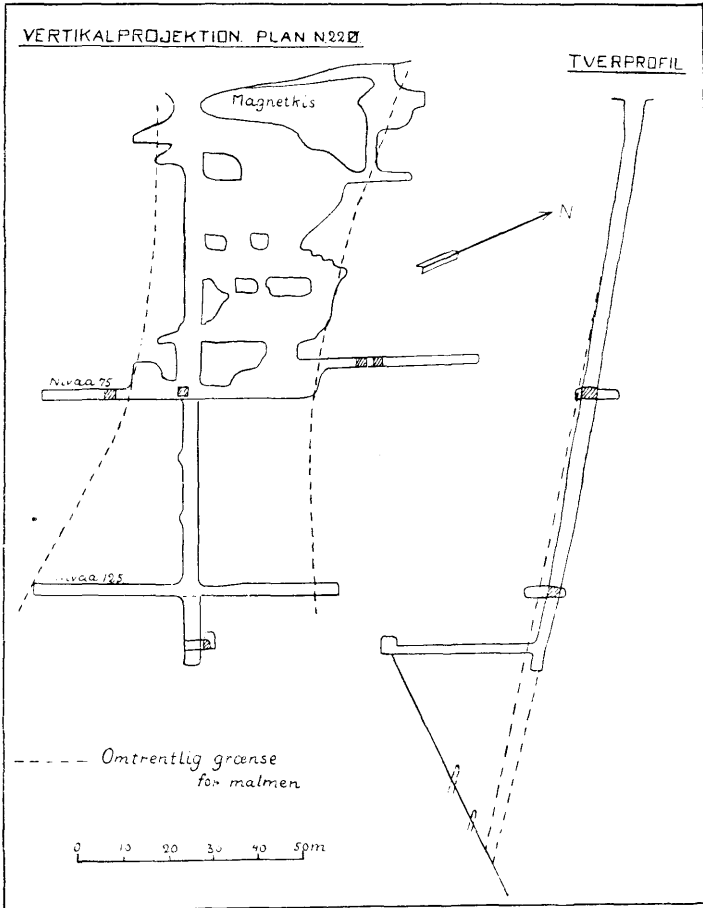 VERTIKALPROJEKTION. PLAN N22Ø.
TVERPROFIL
Magnetkis
N
Nivaa 75
Nivaa 125
Omtrentlig grænse
for malmen
0 10 20 30 40 50m